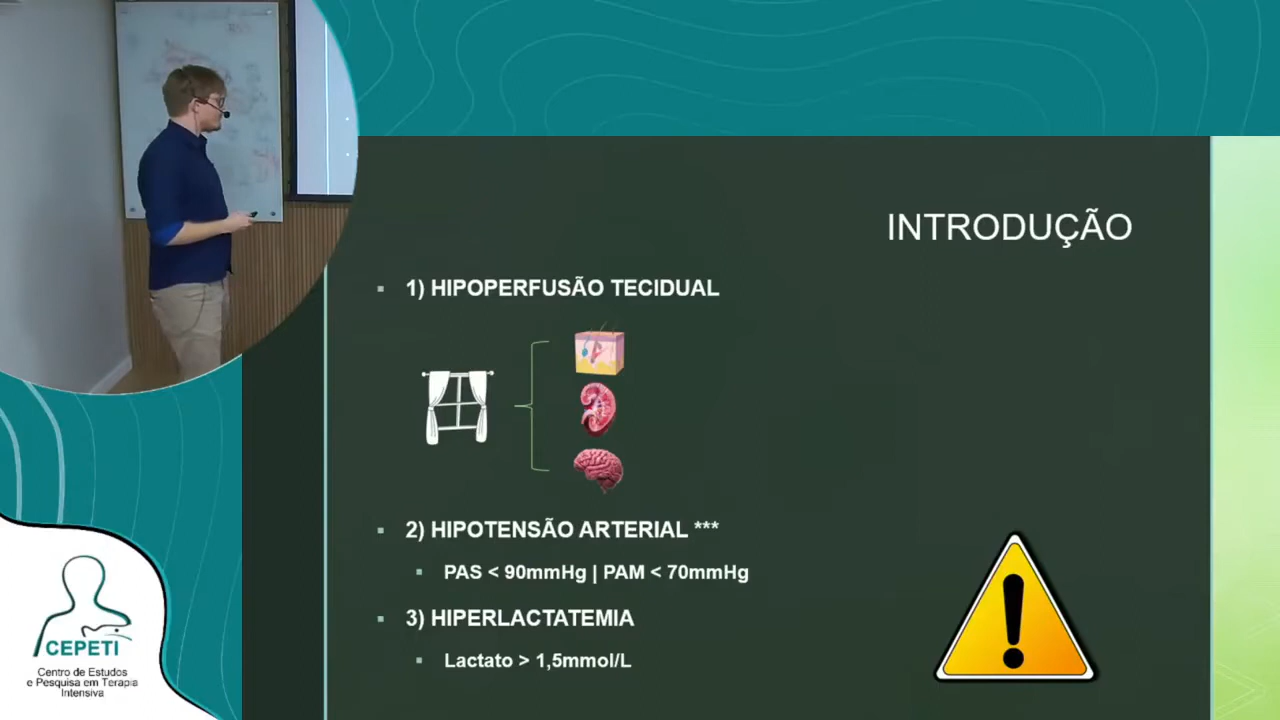 INTRODUÇÃO
1) HIPOPERFUSÃO TECIDUAL
2) HIPOTENSÃO ARTERIAL ***
PAS < 90mmHg | PAM < 70mmHg
3) HIPERLACTATEMIA
Lactato > 1,5mmol/L
CEPETI
Centro de Estudos
e Pesquisa em Terapia
Intensiva